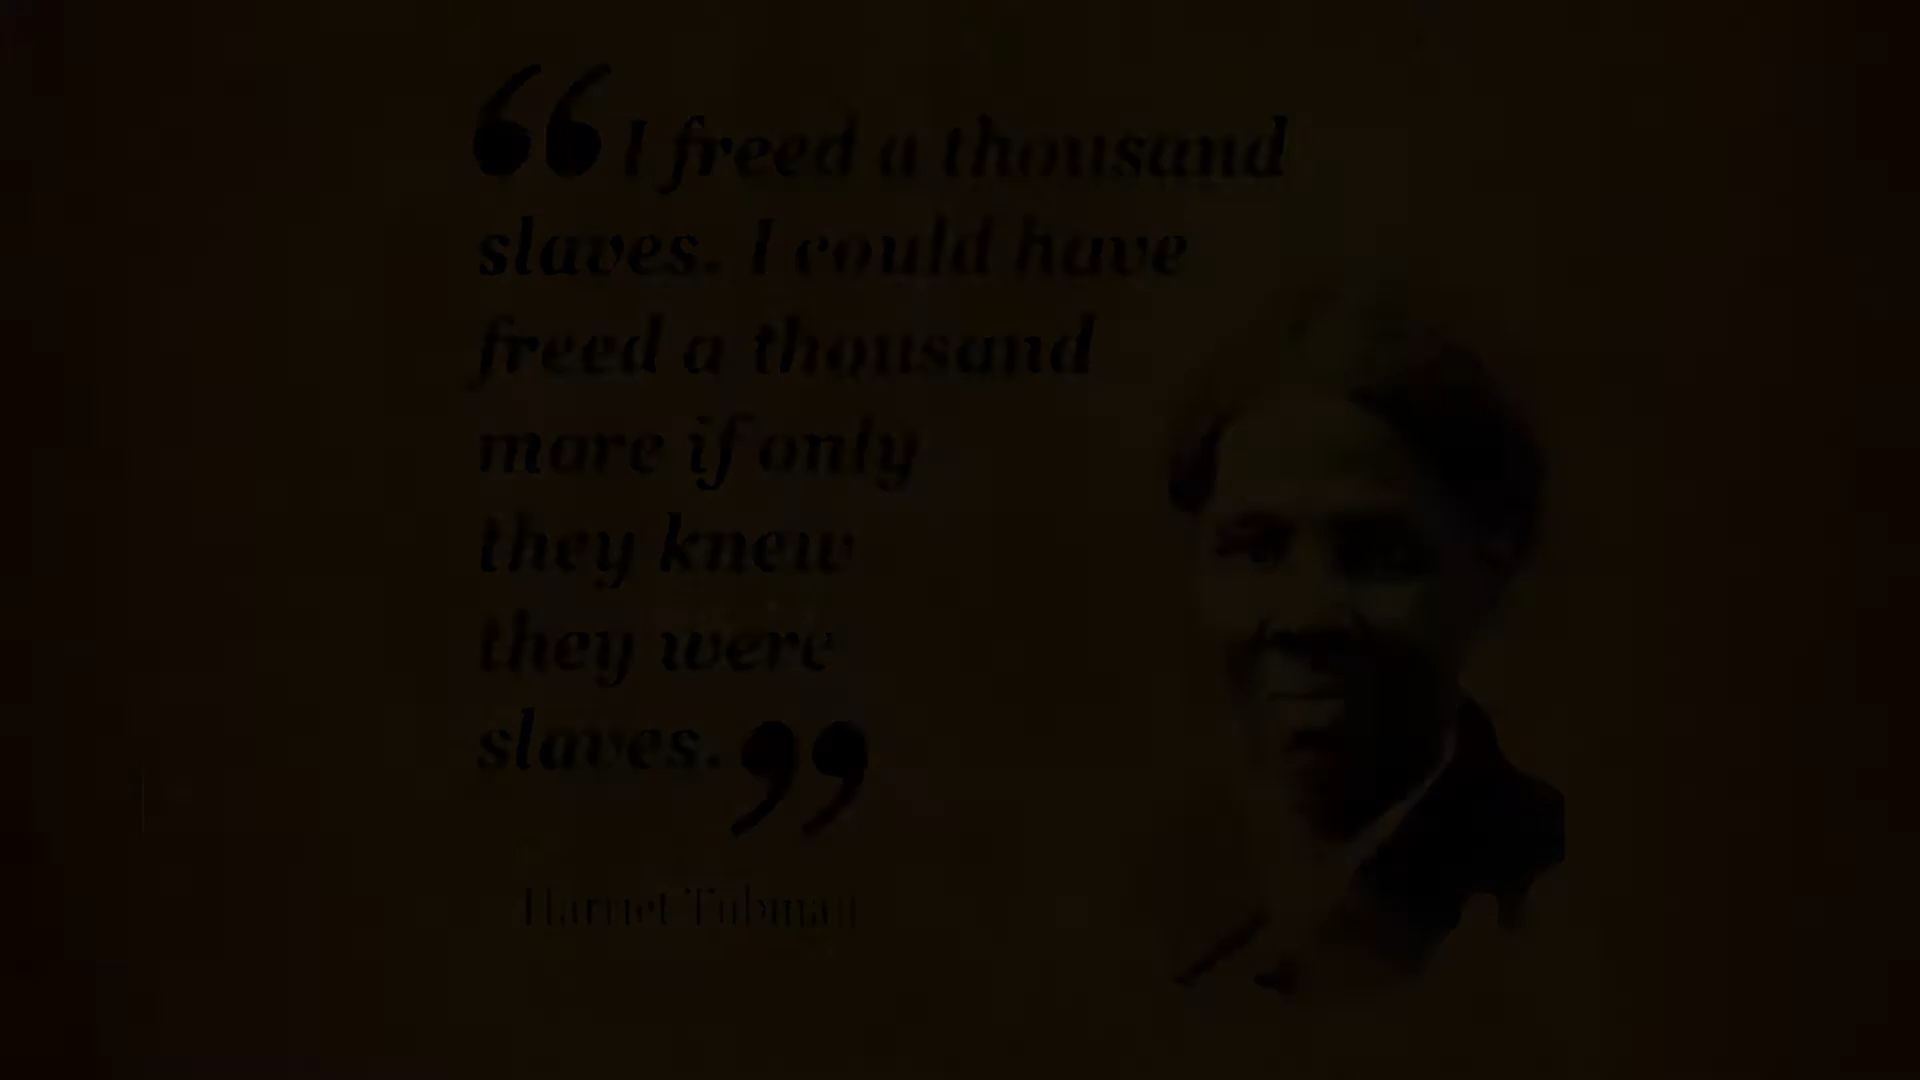 “I freed a thousand
slaves. I could have
freed a thousand
more if only
they knew
they were
slaves.”
Harriet Tubman